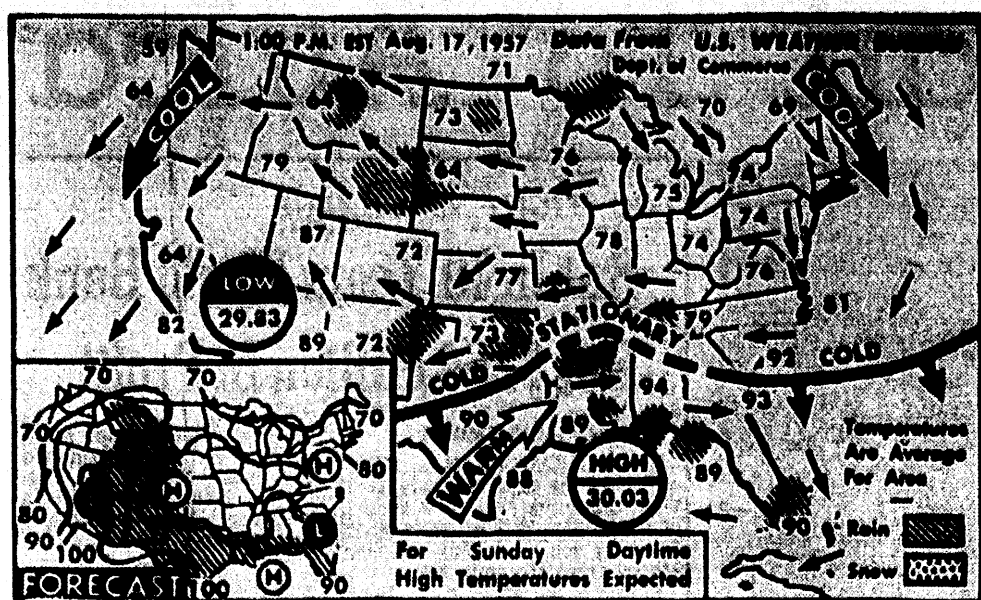 59
1:00 P.M. EST Aug. 17, 1957 Data From U.S. WEATHER
Dept. of Commerce
71
64
COOL
64
73
70
69
COOL
79
64
76
75
74
87
72
78
74
74
64
77
76
LOW
29.83
81
82
89
72
73
STATIONARY
79
92
COLD
COLD
70
70
94
93
90
89
70
70
WARM
HIGH
30.03
88
89
Temperatures
Are Average
For Area
H
80
H
80
90
100
L
90
Rain
For Sunday Daytime
High Temperatures Expected
Snow
FORECAST
100
H
90